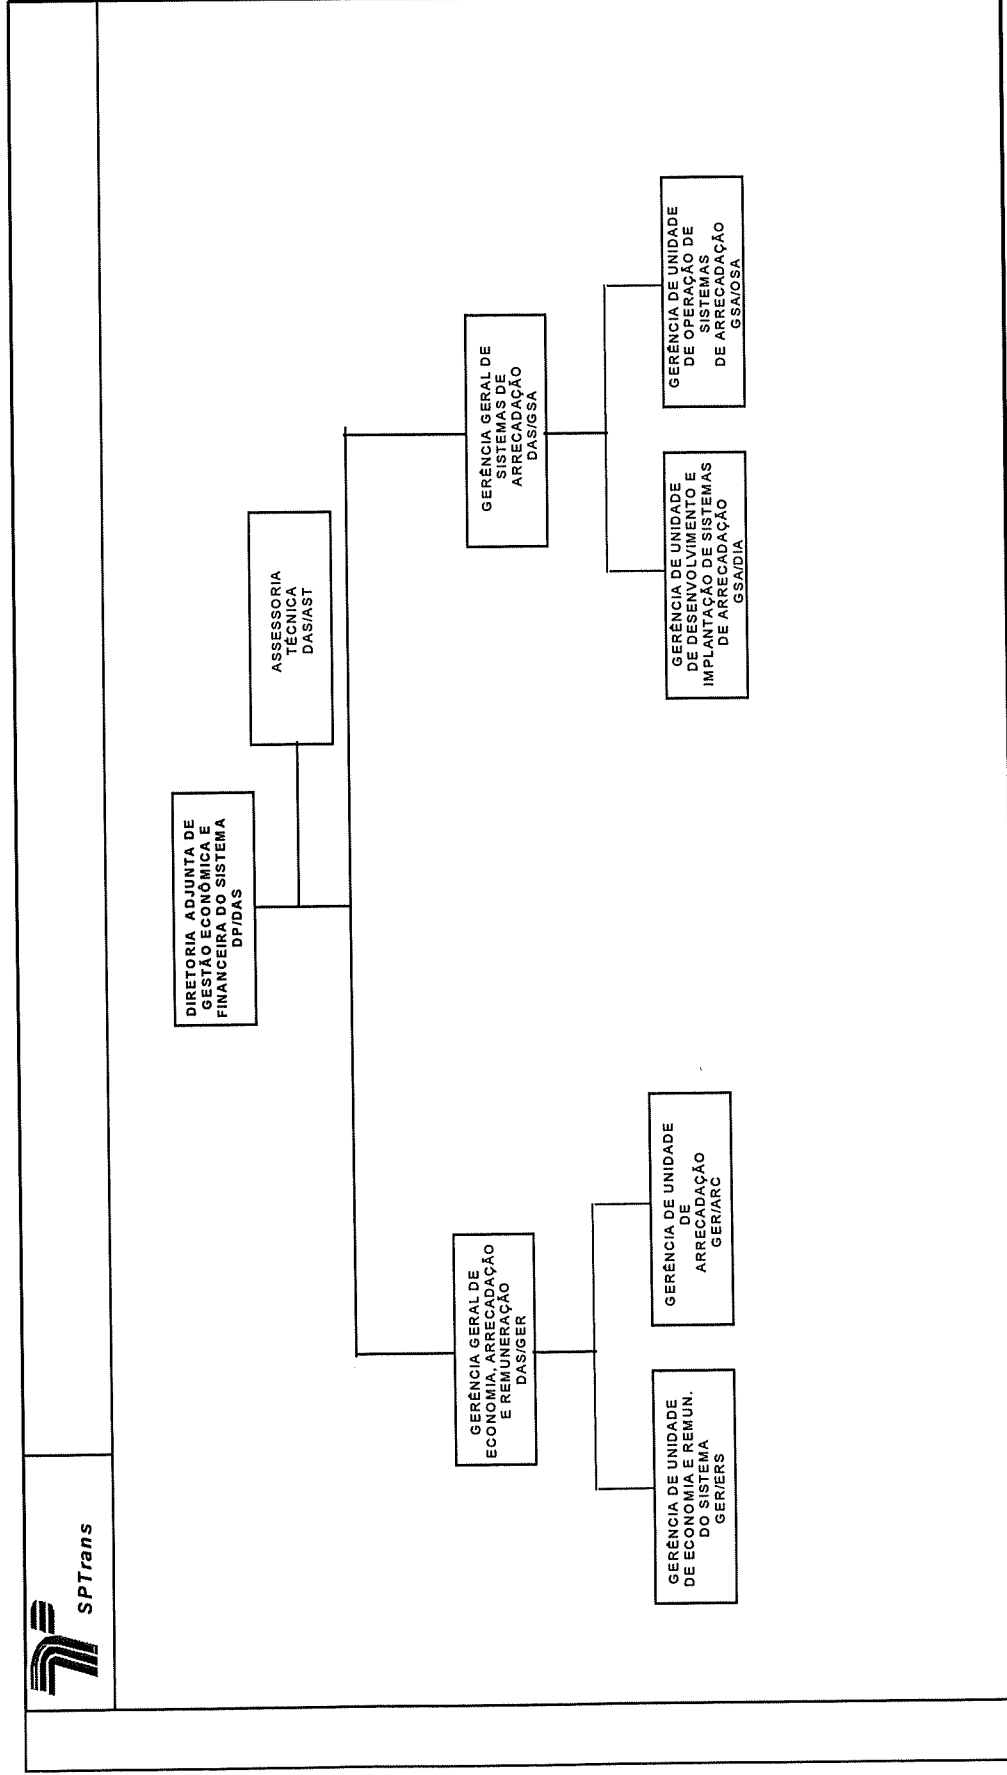 SPTrans
DIRETORIA ADJUNTA DE
GESTÃO ECONÔMICA E
FINANCEIRA DO SISTEMA
DP/DAS
ASSESSORIA
TÉCNICA
DAS/AST
GERÊNCIA GERAL DE
ECONOMIA, ARRECADAÇÃO
E REMUNERAÇÃO
DAS/GER
GERÊNCIA GERAL DE
SISTEMAS DE
ARRECADAÇÃO
DAS/GSA
GERÊNCIA DE UNIDADE
DE ECONOMIA E REMUN.
DO SISTEMA
GER/ERS
GERÊNCIA DE UNIDADE
DE
ARRECADAÇÃO
GER/ARC
GERÊNCIA DE UNIDADE
DE DESENVOLVIMENTO E
IMPLANTAÇÃO DE SISTEMAS
DE ARRECADAÇÃO
GSA/DIA
GERÊNCIA DE UNIDADE
DE OPERAÇÃO DE
SISTEMAS
DE ARRECADAÇÃO
GSA/OSA